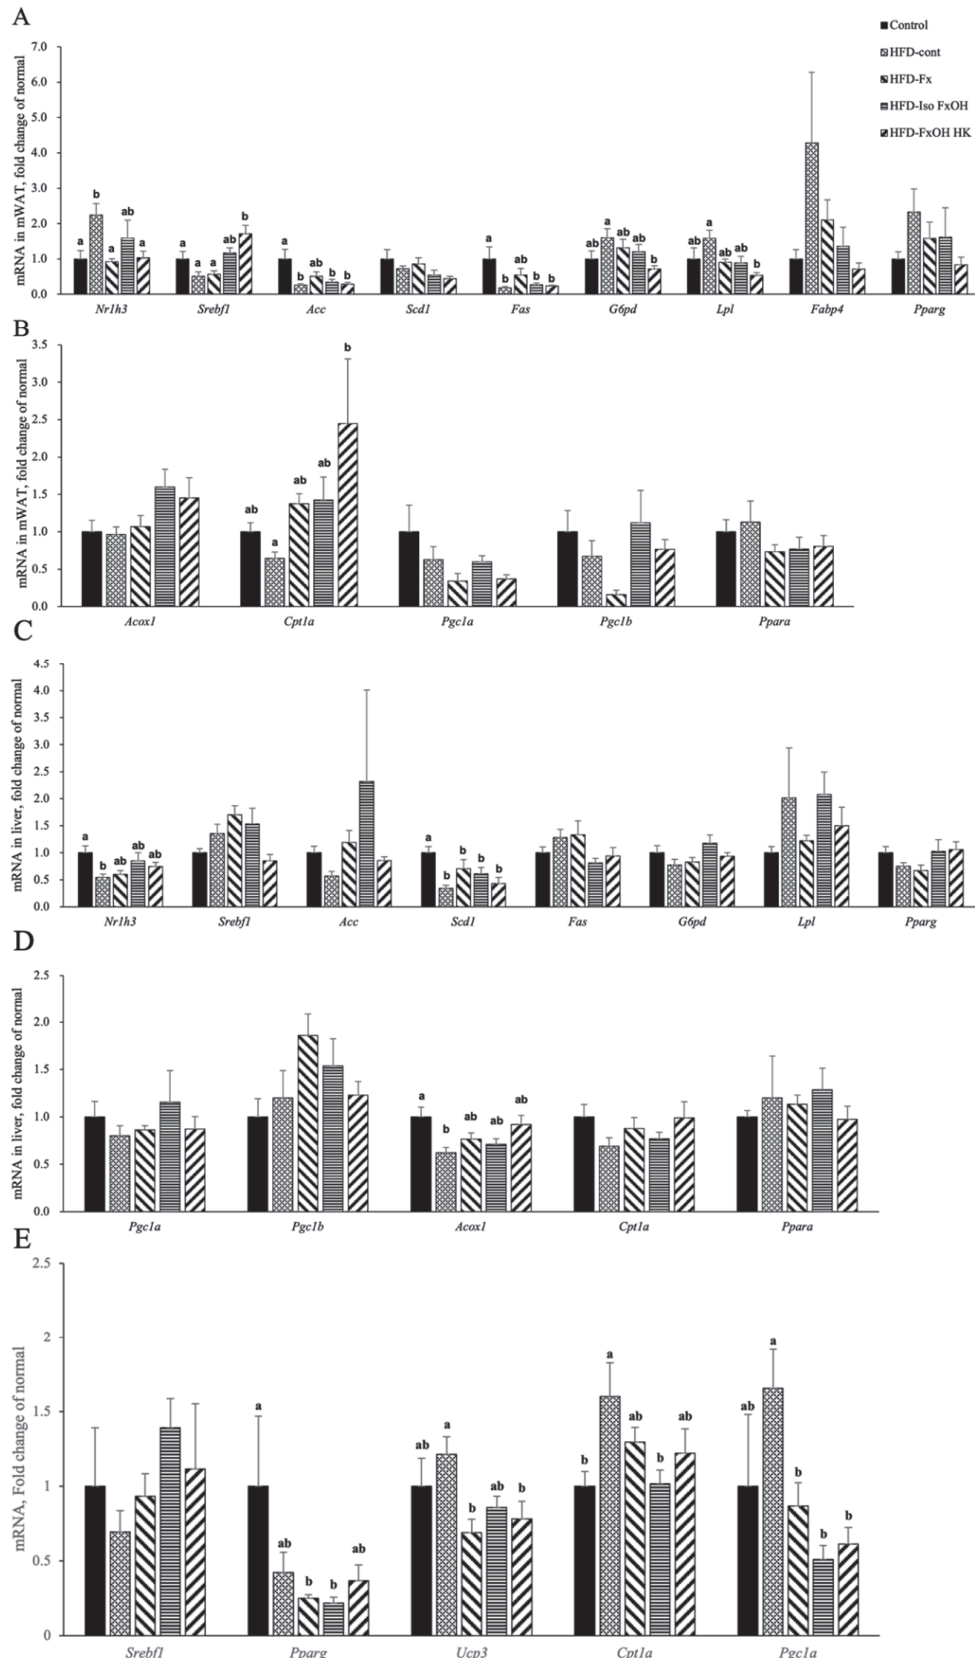 A
Control
HFD-cont
HFD-Fx
HFD-Iso FxOH
HFD-FxOH HK
mRNA in mWAT, fold change of normal
7.0
6.0
5.0
4.0
3.0
2.0
1.0
0.0
a b a ab a
a a a ab b
a b ab b b
a b ab b b
ab a ab ab b
ab a ab ab b
Nr1h3 Srebf1 Acc Scd1 Fas G6pd Lpl Fabp4 Pparg
B
mRNA in mWAT, fold change of normal
3.5
3.0
2.5
2.0
1.5
1.0
0.5
0.0
ab a ab ab b
Acox1 Cpt1a Pgc1a Pgc1b Ppara
C
mRNA in liver, fold change of normal
4.5
4.0
3.5
3.0
2.5
2.0
1.5
1.0
0.5
0.0
a b ab ab ab
a b b b b
Nr1h3 Srebf1 Acc Scd1 Fas G6pd Lpl Pparg
D
mRNA in liver, fold change of normal
2.5
2.0
1.5
1.0
0.5
0.0
a b ab ab ab
Pgc1a Pgc1b Acox1 Cpt1a Ppara
E
mRNA, Fold change of normal
2.5
2
1.5
1
0.5
0
a ab b b ab
ab a b ab b
b a ab b ab
ab a b b b
Srebf1 Pparg Ucp3 Cpt1a Pgc1a